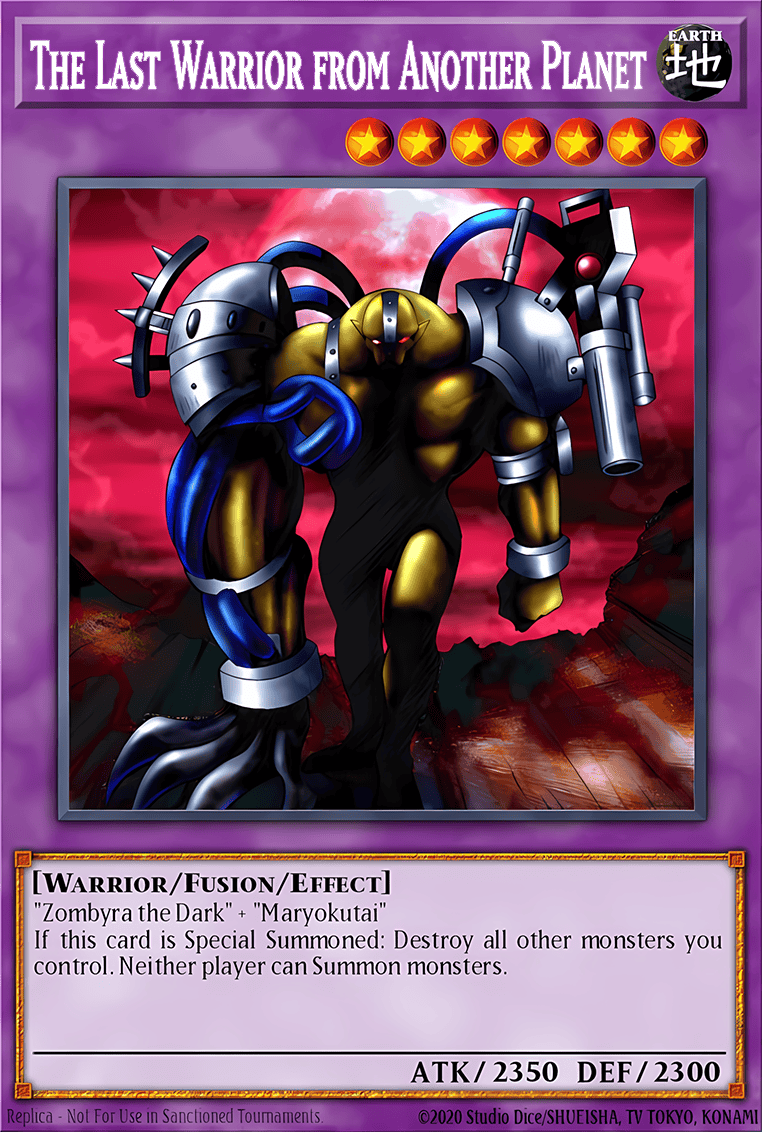 The Last Warrior from Another Planet
EARTH
地
[Warrior/Fusion/Effect]
"Zombyra the Dark" + "Maryokutai"
If this card is Special Summoned: Destroy all other monsters you
control. Neither player can Summon monsters.
ATK/2350 DEF/2300
Replica - Not For Use in Sanctioned Tournaments.
©2020 Studio Dice/SHUEISHA, TV TOKYO, KONAMI